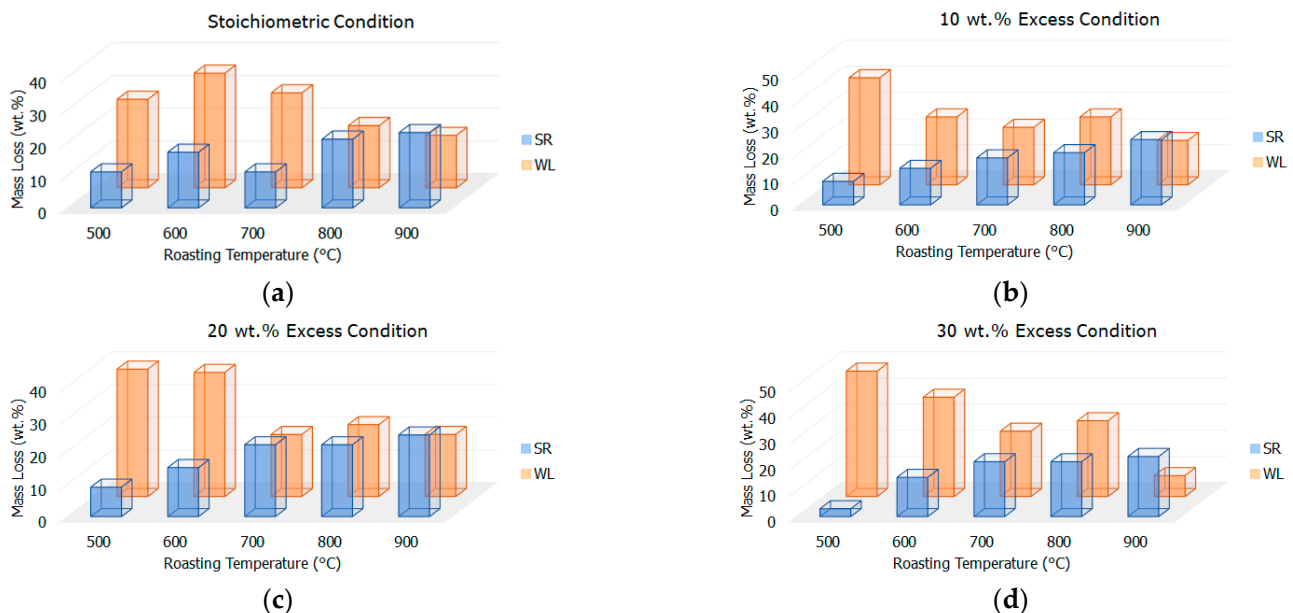 Stoichiometric Condition
Mass Loss (wt.%)
40
30
20
10
0
500 600 700 800 900
Roasting Temperature (°C)
SR
WL
(a)
10 wt.% Excess Condition
Mass Loss (wt.%)
50
40
30
20
10
0
500 600 700 800 900
Roasting Temperature (°C)
SR
WL
(b)
20 wt.% Excess Condition
Mass Loss (wt.%)
40
30
20
10
0
500 600 700 800 900
Roasting Temperature (°C)
SR
WL
(c)
30 wt.% Excess Condition
Mass Loss (wt.%)
50
40
30
20
10
0
500 600 700 800 900
Roasting Temperature (°C)
SR
WL
(d)